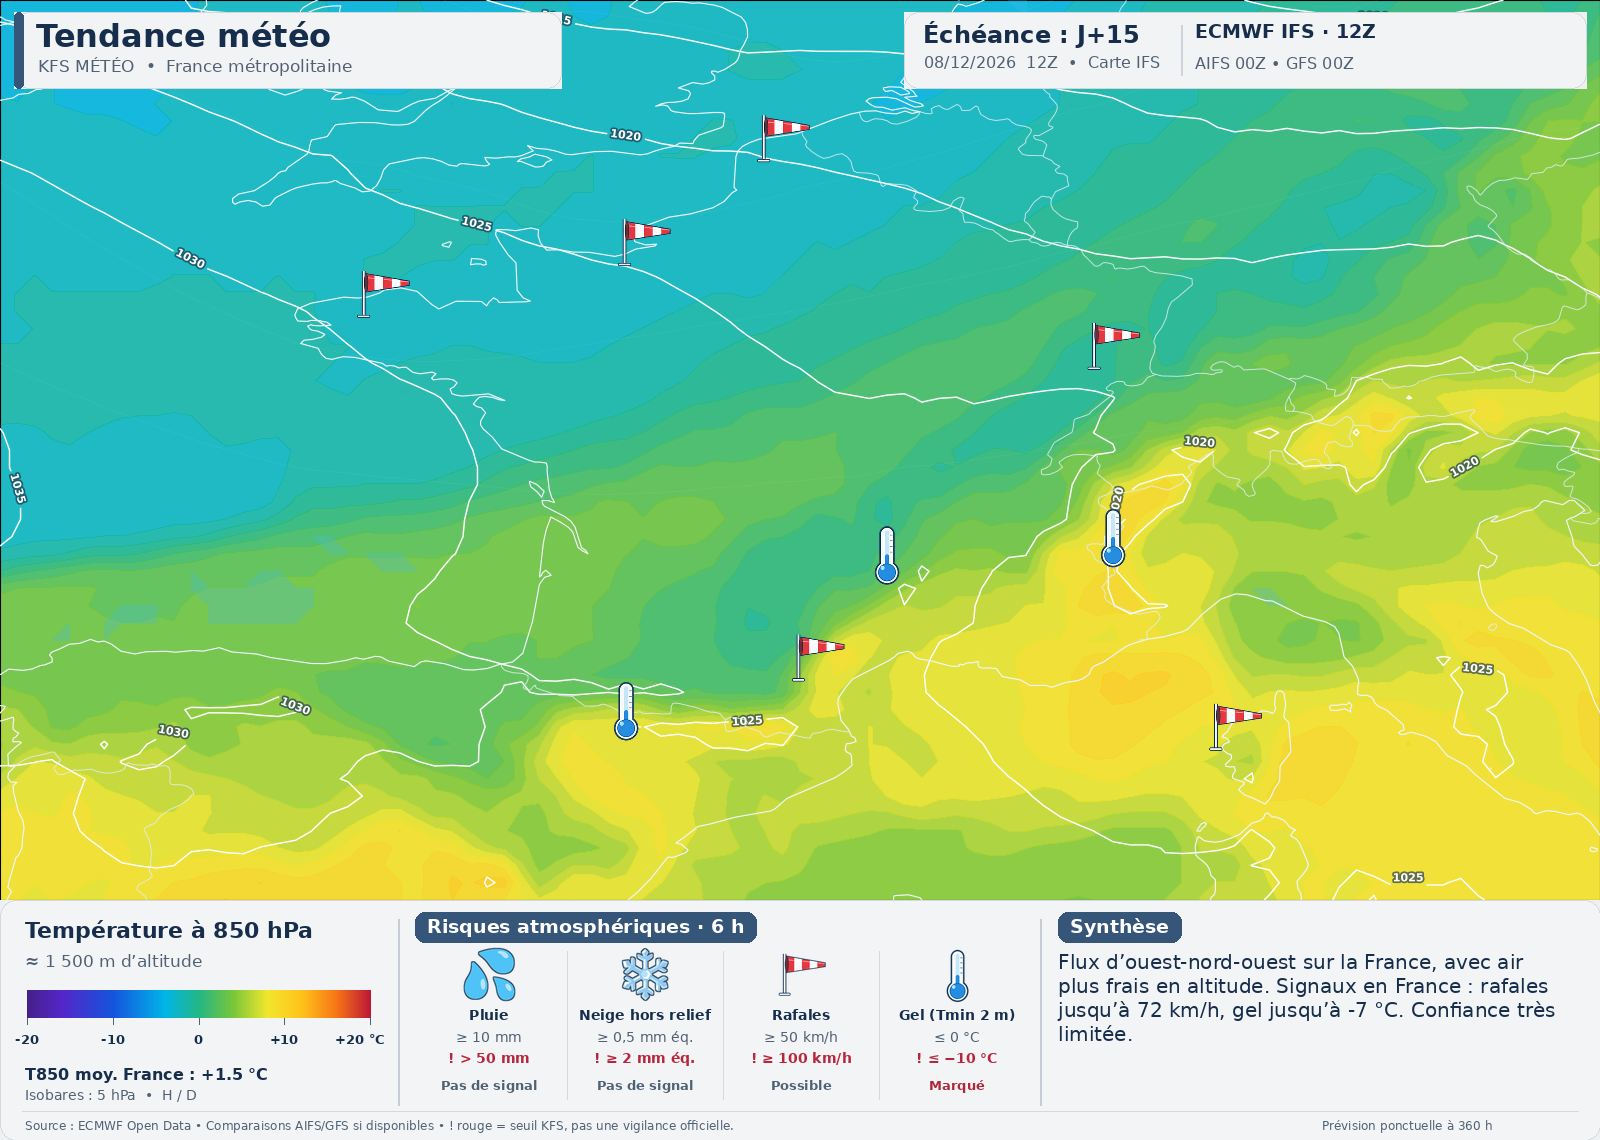 Tendance météo
KFS MÉTÉO • France métropolitaine
Échéance : J+15
08/12/2026 12Z • Carte IFS
ECMWF IFS · 12Z
AIFS 00Z • GFS 00Z
1020
1025
1030
1035
1020
1020
1030
1030
1025
1025
1025
Température à 850 hPa
≈ 1 500 m d’altitude
-20 -10 0 +10 +20 °C
T850 moy. France : +1.5 °C
Isobares : 5 hPa • H / D
Risques atmosphériques · 6 h
Pluie
≥ 10 mm
! > 50 mm
Pas de signal
Neige hors relief
≥ 0,5 mm éq.
! ≥ 2 mm éq.
Pas de signal
Rafales
≥ 50 km/h
! ≥ 100 km/h
Possible
Gel (Tmin 2 m)
≤ 0 °C
! ≤ −10 °C
Marqué
Synthèse
Flux d’ouest-nord-ouest sur la France, avec air
plus frais en altitude. Signaux en France : rafales
jusqu’à 72 km/h, gel jusqu’à -7 °C. Confiance très
limitée.
Source : ECMWF Open Data • Comparaisons AIFS/GFS si disponibles • ! rouge = seuil KFS, pas une vigilance officielle.
Prévision ponctuelle à 360 h